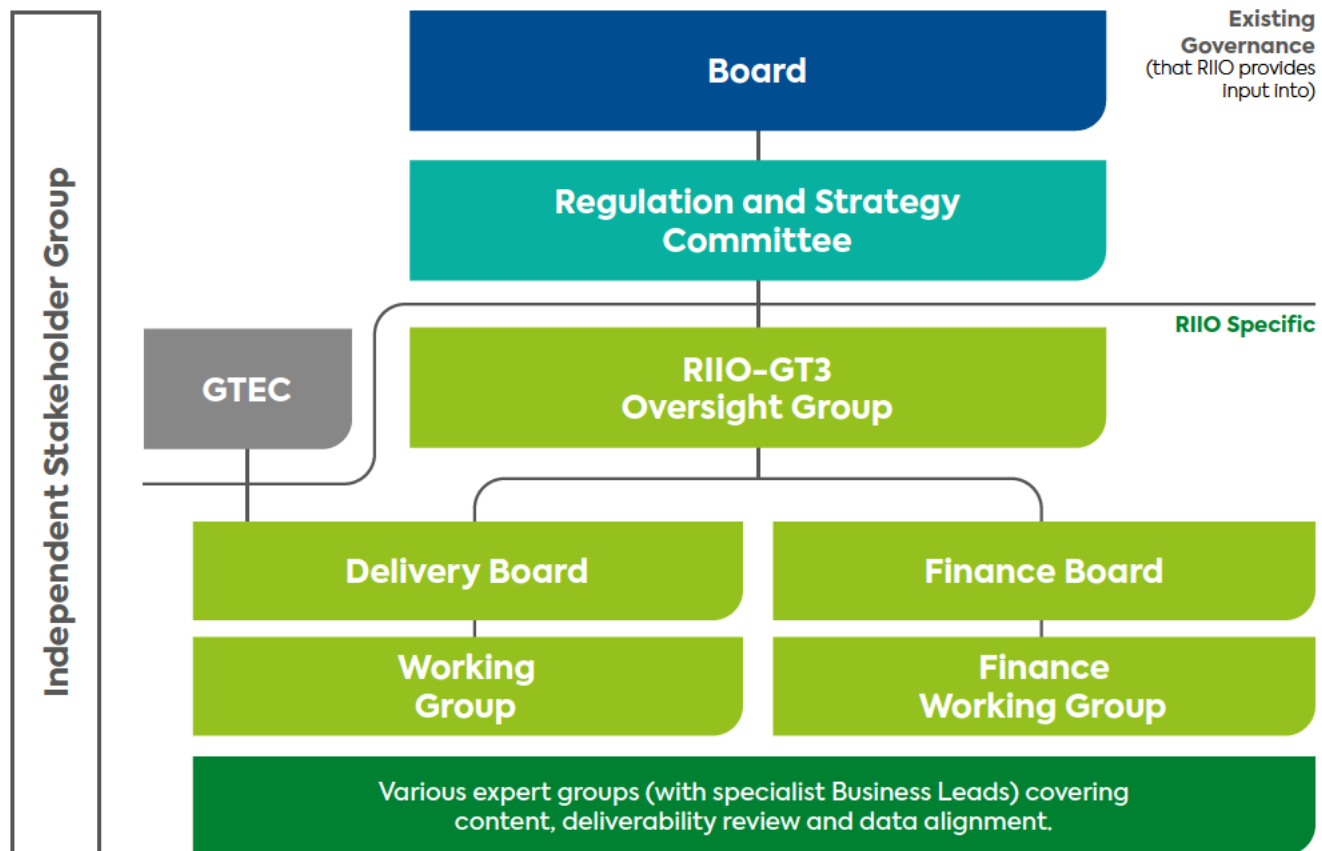 Independent Stakeholder Group
Board
Existing
Governance
(that RIIO provides
input into)
Regulation and Strategy
Committee
RIIO Specific
GTEC
RIIO-GT3
Oversight Group
Delivery Board
Finance Board
Working
Group
Finance
Working Group
Various expert groups (with specialist Business Leads) covering
content, deliverability review and data alignment.